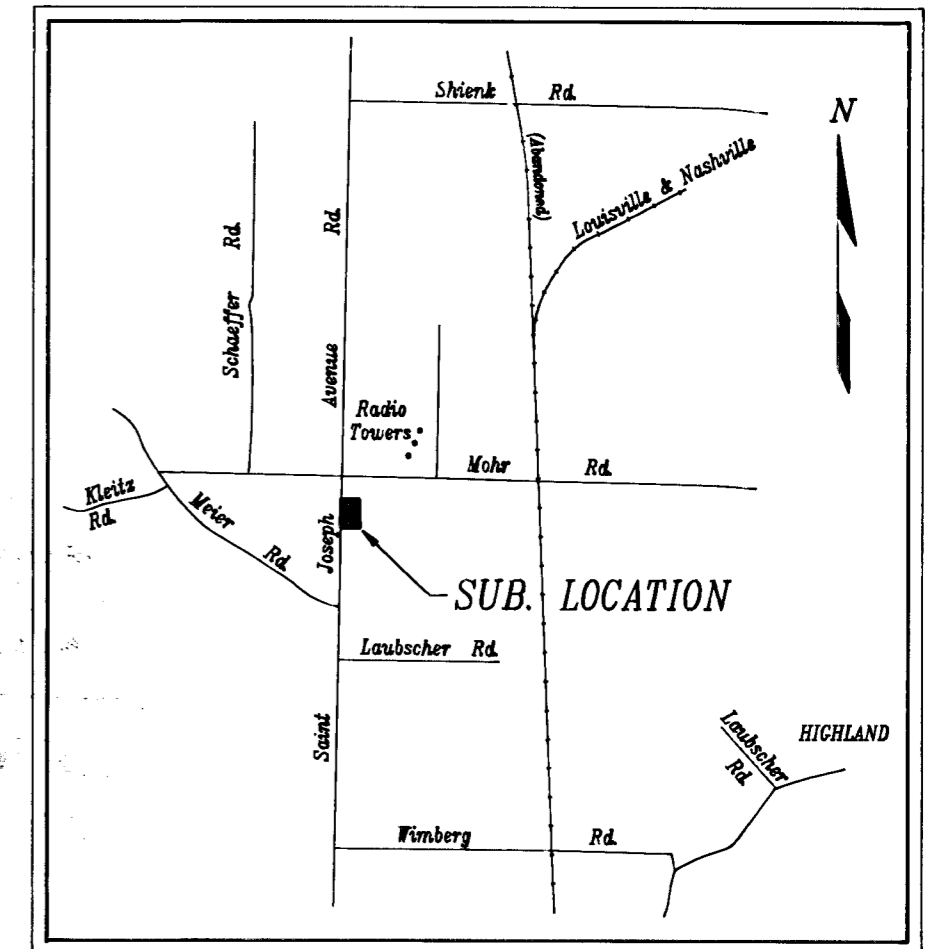 Shienk Rd.
N
(Abandoned)
Louisville & Nashville
Schaeffer Rd.
Saint Joseph Avenue Rd.
Radio
Towers
Mohr Rd.
Kleitz
Rd.
Meier Rd.
SUB. LOCATION
Laubscher Rd.
Laubscher
Rd.
HIGHLAND
Wimberg Rd.